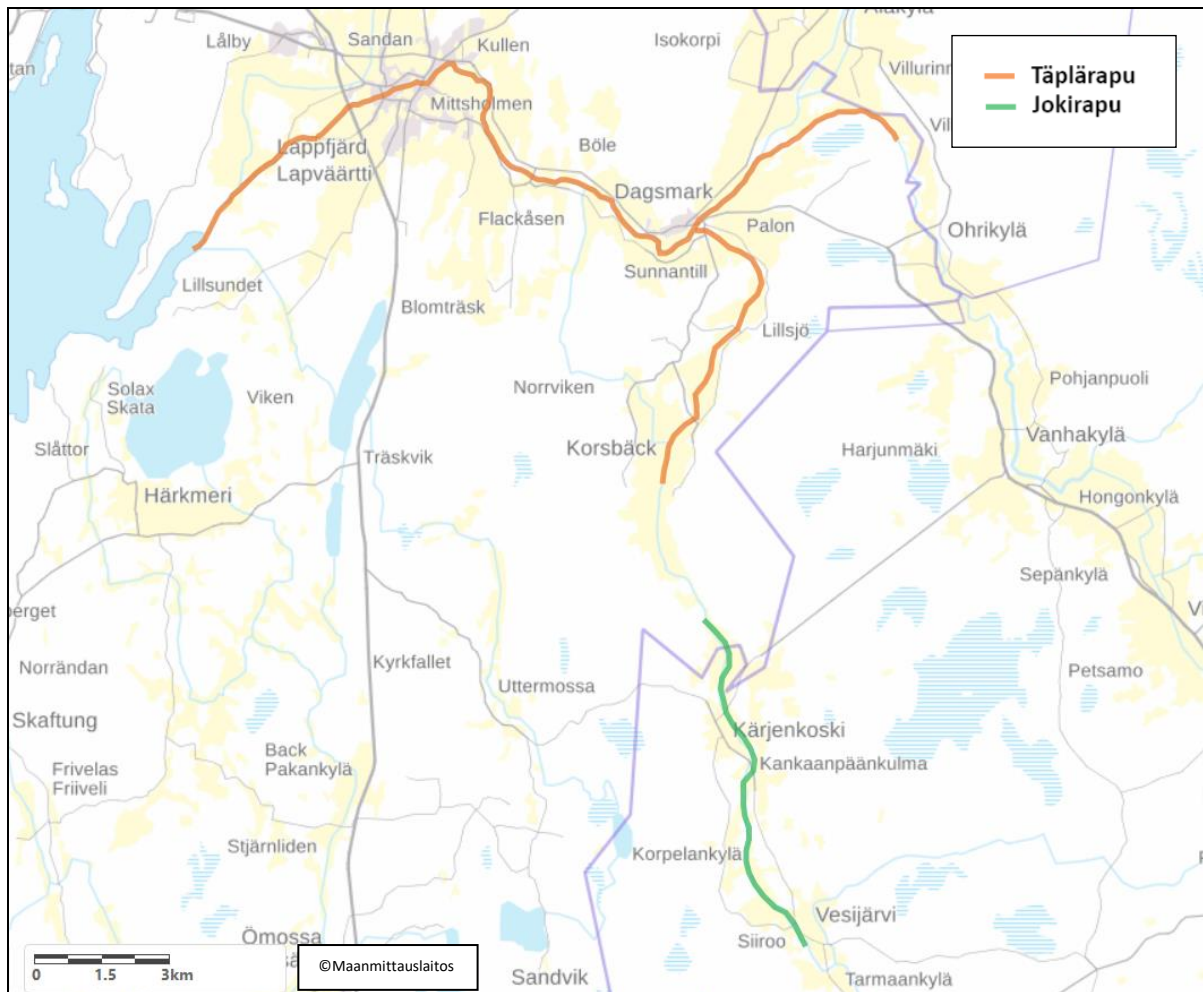 Lålby
Sandan
Kullen
Isokorpi
Täplärapu
Jokirapu
Mittsholmen
Lappfjärd
Lapväärtti
Böle
Dagsmark
Flackåsen
Palon
Ohrikylä
Sunnantill
Lillsundet
Blomträsk
Lillsjö
Solax
Skata
Viken
Norrviken
Pohjanpuoli
Slåttor
Träskvik
Korsbäck
Harjunmäki
Vanhakylä
Härkmeri
Hongonkylä
Sepänkylä
Norrändan
Kyrkfallet
Uttermossa
Petsamo
Skaftung
Kärjenkoski
Back
Pakankylä
Kankaanpäänkulma
Frivelas
Friiveli
Stjärnliden
Korpelankylä
Vesijärvi
Siiroo
Ömossa
Sandvik
Tarmaankylä
0 1.5 3km
©Maanmittauslaitos